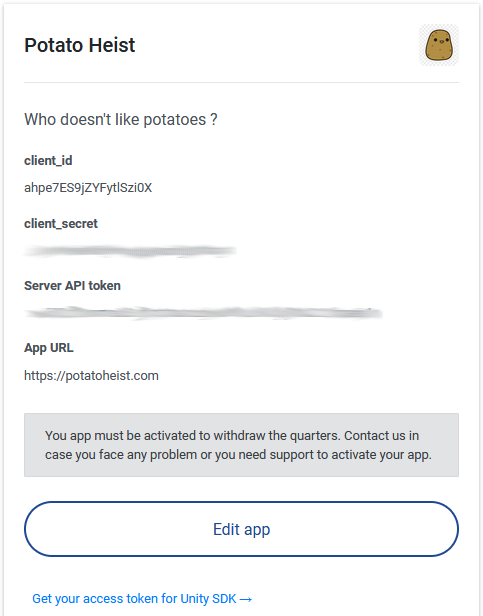 Potato Heist
Who doesn't like potatoes ?
client_id
ahpe7ES9jZYFytlSzi0X
client_secret
Server API token
App URL
https://potatoheist.com
You app must be activated to withdraw the quarters. Contact us in
case you face any problem or you need support to activate your app.
Edit app
Get your access token for Unity SDK →